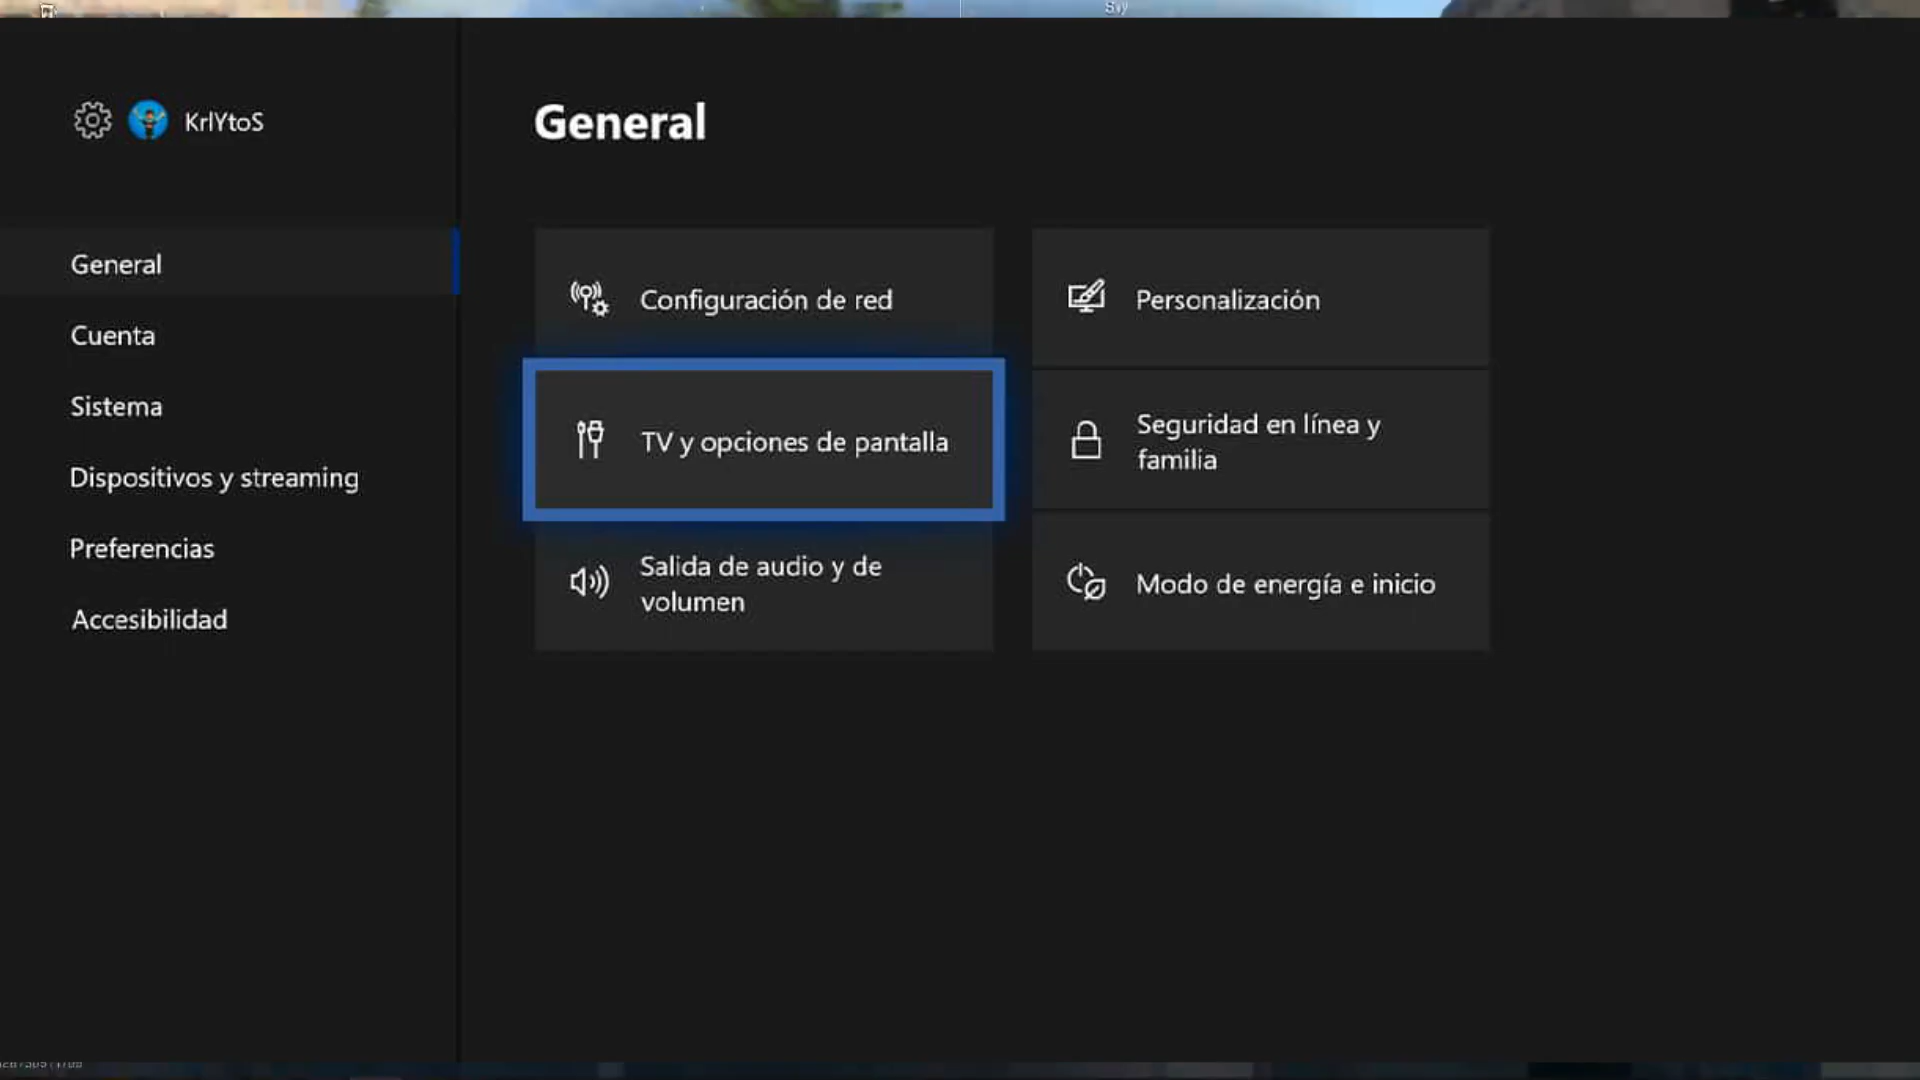 KrlYtoS
General
Cuenta
Sistema
Dispositivos y streaming
Preferencias
Accesibilidad
General
Configuración de red
Personalización
TV y opciones de pantalla
Seguridad en línea y
familia
Salida de audio y de
volumen
Modo de energía e inicio